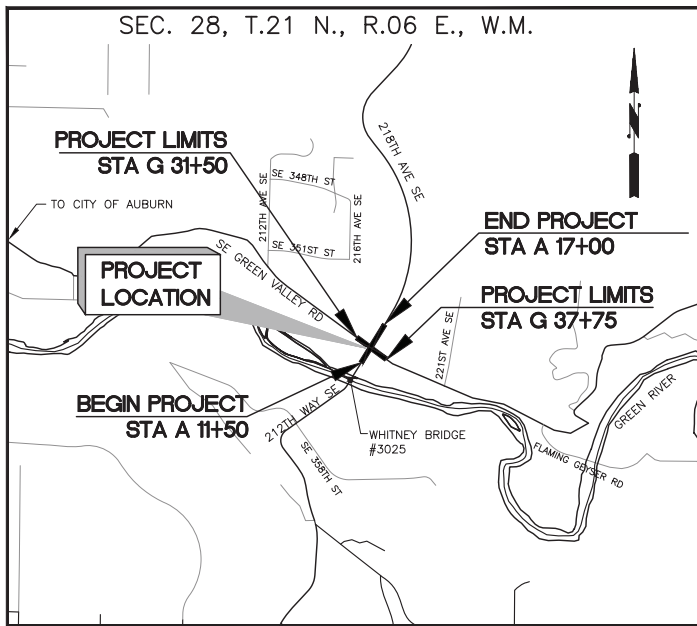 SEC. 28, T.21 N., R.06 E., W.M.
PROJECT LIMITS
STA G 31+50
218TH AVE SE
N
SE 348TH ST
212TH AVE SE
216TH AVE SE
SE 351ST ST
TO CITY OF AUBURN
END PROJECT
STA A 17+00
SE GREEN VALLEY RD
PROJECT
LOCATION
PROJECT LIMITS
STA G 37+75
221ST AVE SE
BEGIN PROJECT
STA A 11+50
212TH WAY SE
WHITNEY BRIDGE
#3025
SE 358TH ST
GREEN RIVER
FLAMING GEYSER RD